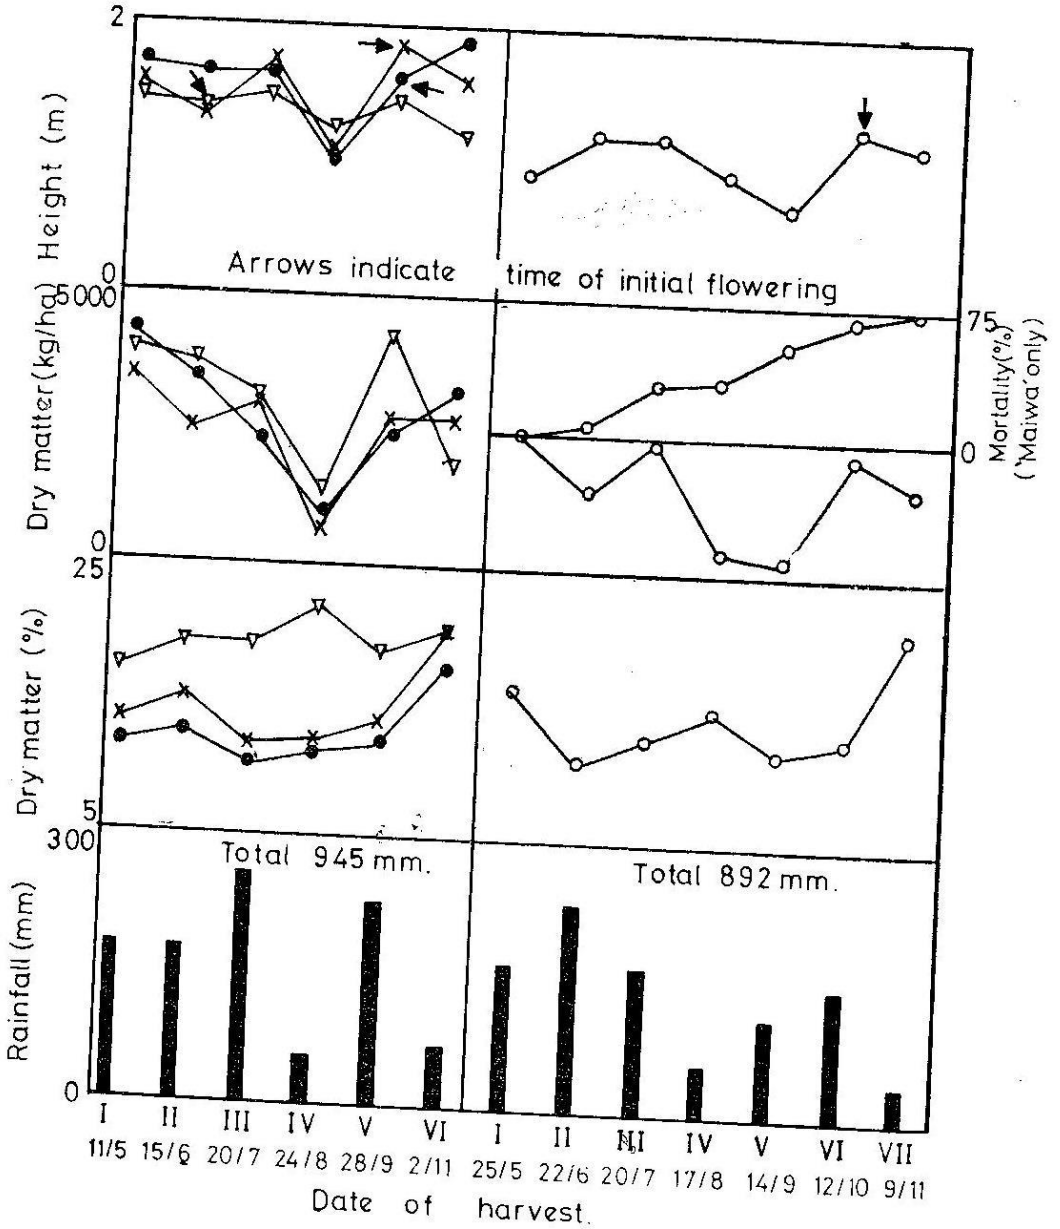 2
Height (m)
0
Arrows indicate time of initial flowering
5000
Dry matter (kg/ha)
0
75
Mortality (%)
('Maiwa' only)
0
25
Dry matter (%)
5
300
Total 945 mm.
Total 892 mm.
Rainfall (mm)
0
I II III IV V VI I II III IV V VI VII
11/5 15/6 20/7 24/8 28/9 2/11 25/5 22/6 20/7 17/8 14/9 12/10 9/11
Date of harvest.